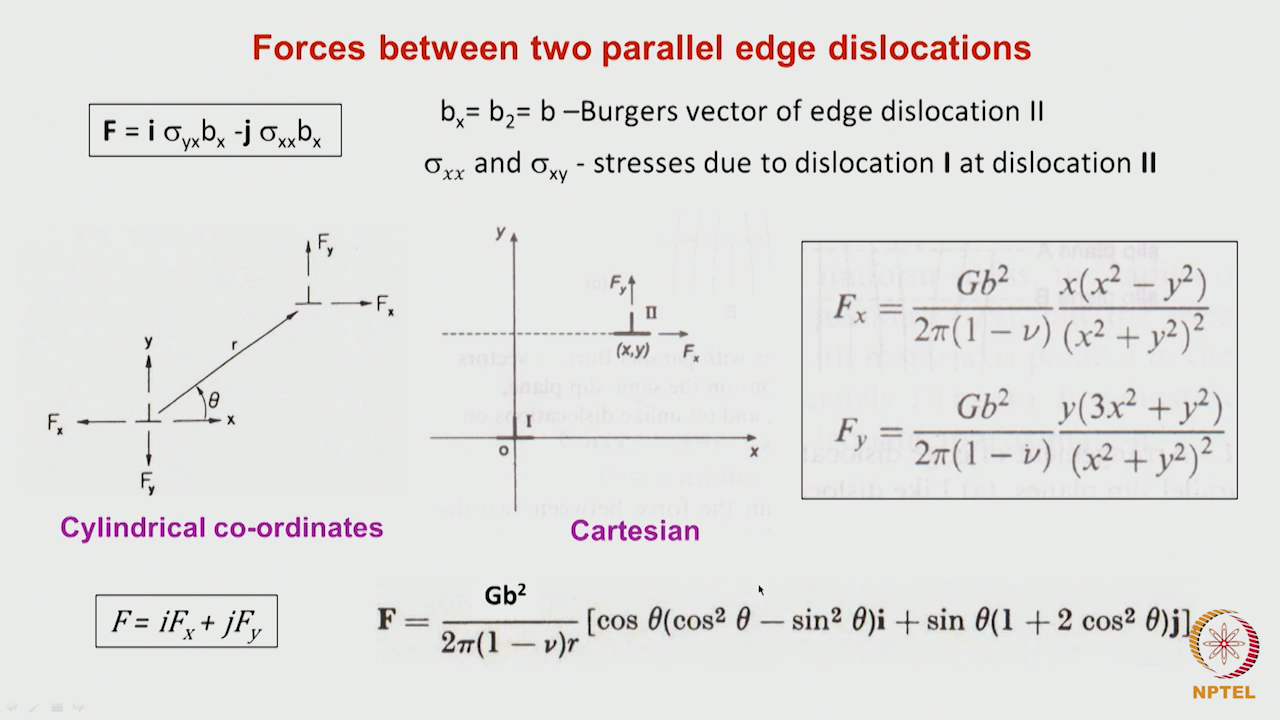 Forces between two parallel edge dislocations
F = i σyxbx -j σxxbx
bx= b2= b –Burgers vector of edge dislocation II
σxx and σxy - stresses due to dislocation I at dislocation II
Fy
Fx
r
y
θ
x
Fx
Fy
Cylindrical co-ordinates
y
Fy
II
(x,y)
Fx
I
O
x
Cartesian
Fx = Gb²/2π(1 − ν) x(x² − y²)/(x² + y²)²
Fy = Gb²/2π(1 − ν) y(3x² + y²)/(x² + y²)²
F = iFx + jFy
F = Gb²/2π(1 − ν)r [cos θ(cos² θ − sin² θ)i + sin θ(1 + 2 cos² θ)j]
NPTEL